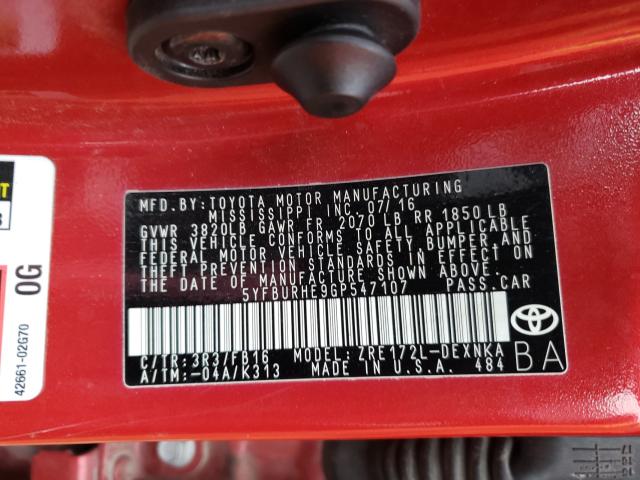 MFD.BY:TOYOTA MOTOR MANUFACTURING
MISSISSIPPI INC.07/16
GVWR 3820LB GAWR FR 2070 LB RR 1850 LB
THIS VEHICLE CONFORMS TO ALL APPLICABLE
FEDERAL MOTOR VEHICLE SAFETY, BUMPER, AND
THEFT PREVENTION STANDARDS IN EFFECT ON
THE DATE OF MANUFACTURE SHOWN ABOVE.
5YFBURHE9GP547107 PASS.CAR
C/TR:3R37/FB16 MODEL:ZRE172L-DEXNKA
A/TM:-04A/K313 MADE IN U.S.A. 484
BA
0G
42661-02G70